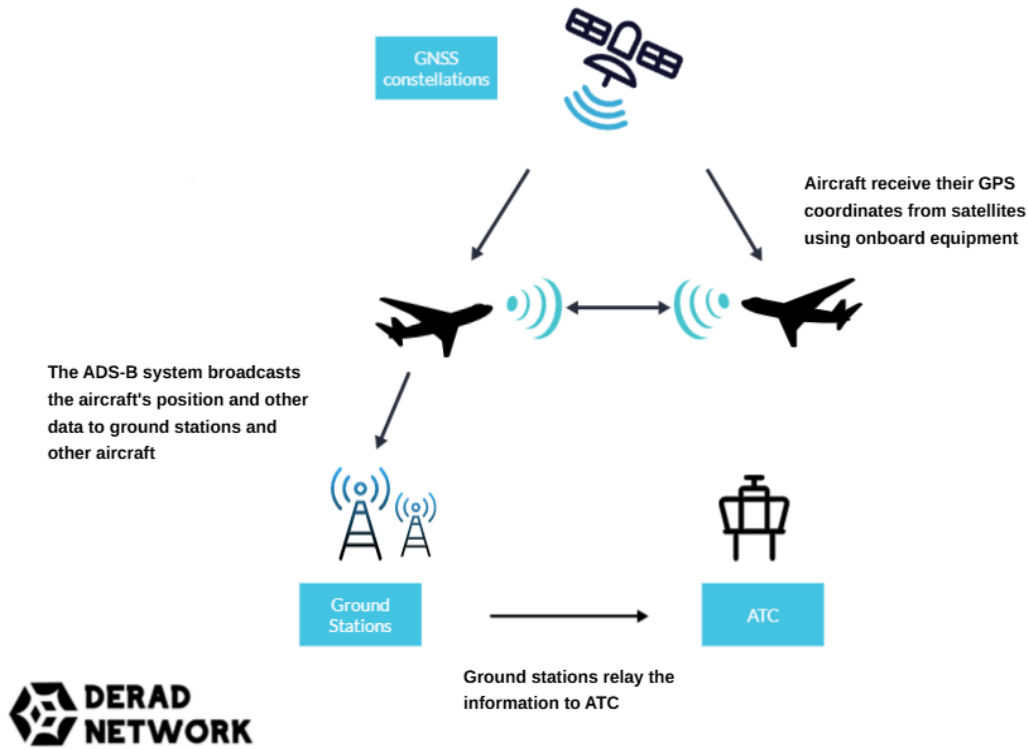 GNSS
constellations
Aircraft receive their GPS
coordinates from satellites
using onboard equipment
The ADS-B system broadcasts
the aircraft's position and other
data to ground stations and
other aircraft
Ground
Stations
ATC
Ground stations relay the
information to ATC
DERAD
NETWORK